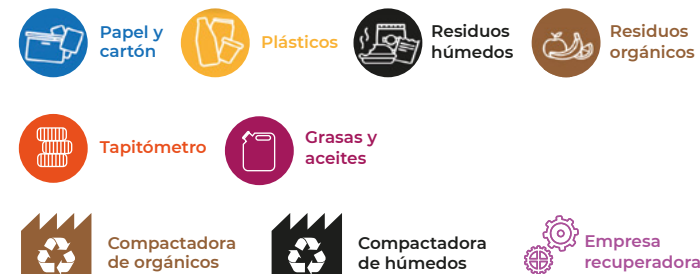 Papel y
cartón
Plásticos
Residuos
húmedos
Residuos
orgánicos
Tapitómetro
Grasas y
aceites
Compactadora
de orgánicos
Compactadora
de húmedos
Empresa
recuperadora